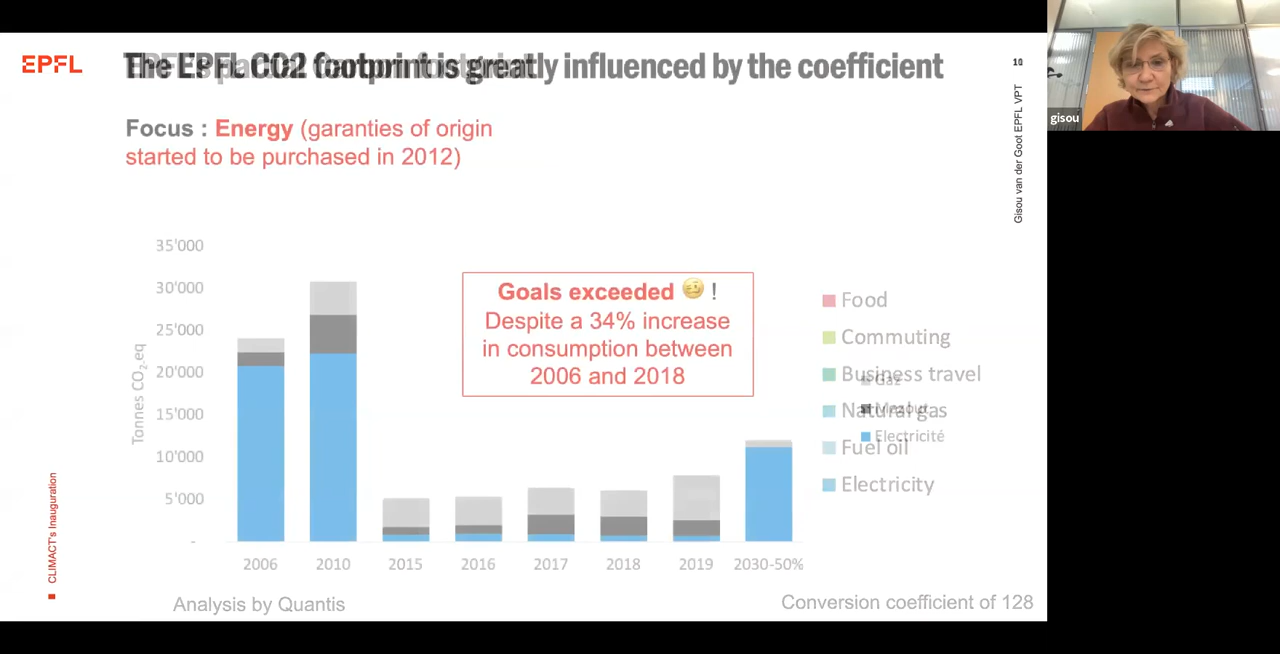 EPFL
The EPFL CO2 footprint is greatly influenced by the coefficient
10
gisou
Gisou van der Goot EPFL VPT
Focus : Energy (garanties of origin
started to be purchased in 2012)
35'000
30'000
25'000
20'000
15'000
10'000
5'000
-
Tonnes CO2.eq
Goals exceeded 🥴 !
Despite a 34% increase
in consumption between
2006 and 2018
Food
Commuting
Business travel
Gaz
Natural gas
Mazout
Electricité
Fuel oil
Electricity
2006 2010 2015 2016 2017 2018 2019 2030-50%
CLIMACT's Inauguration
Analysis by Quantis
Conversion coefficient of 128